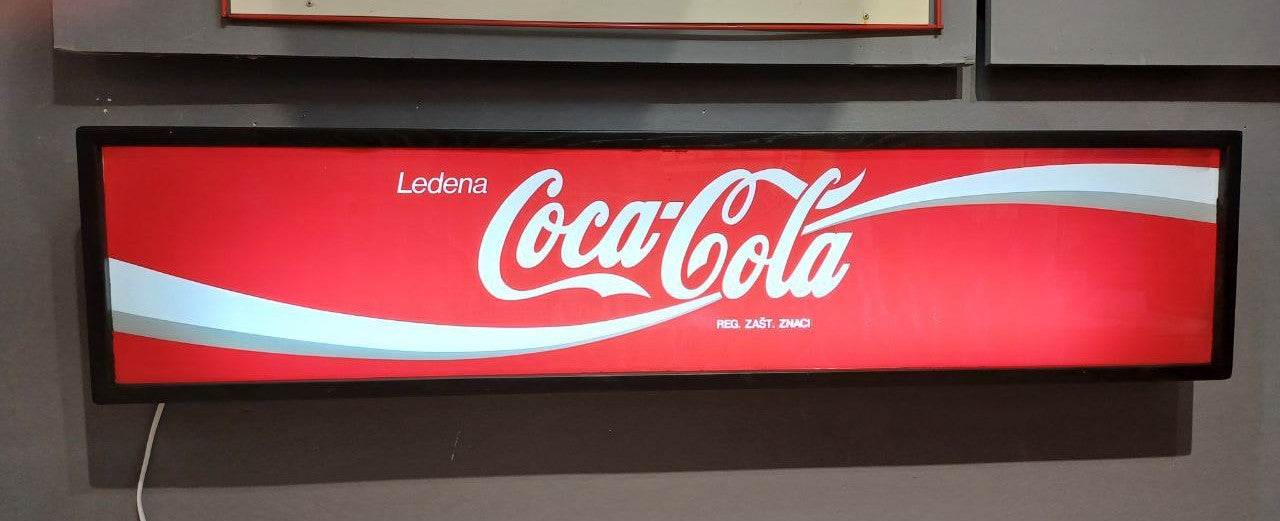 Ledena
Coca-Cola
REG. ZAŠT. ZNACI